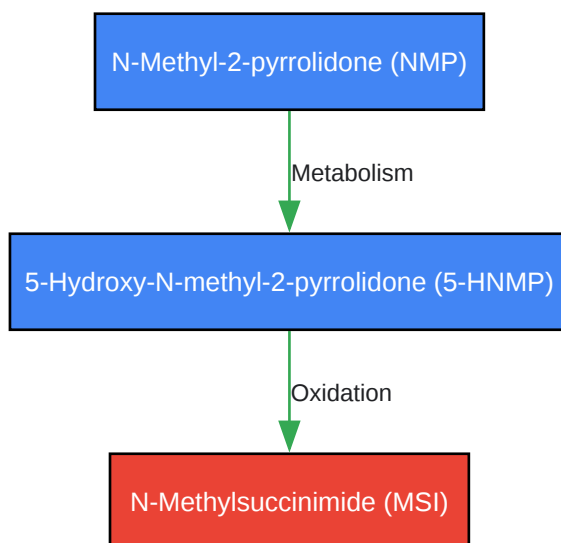 N-Methyl-2-pyrrolidone (NMP)
Metabolism
5-Hydroxy-N-methyl-2-pyrrolidone (5-HNMP)
Oxidation
N-Methylsuccinimide (MSI)